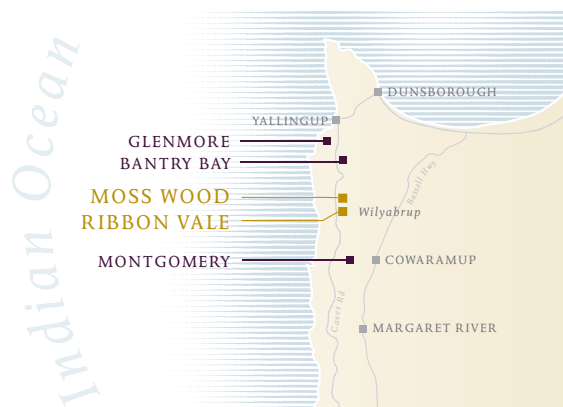 Indian Ocean
DUNSBOROUGH
YALLINGUP
GLENMORE
BANTRY BAY
Bussell Hwy
MOSS WOOD
RIBBON VALE
Wilyabrup
MONTGOMERY
COWARAMUP
Caves Rd
MARGARET RIVER